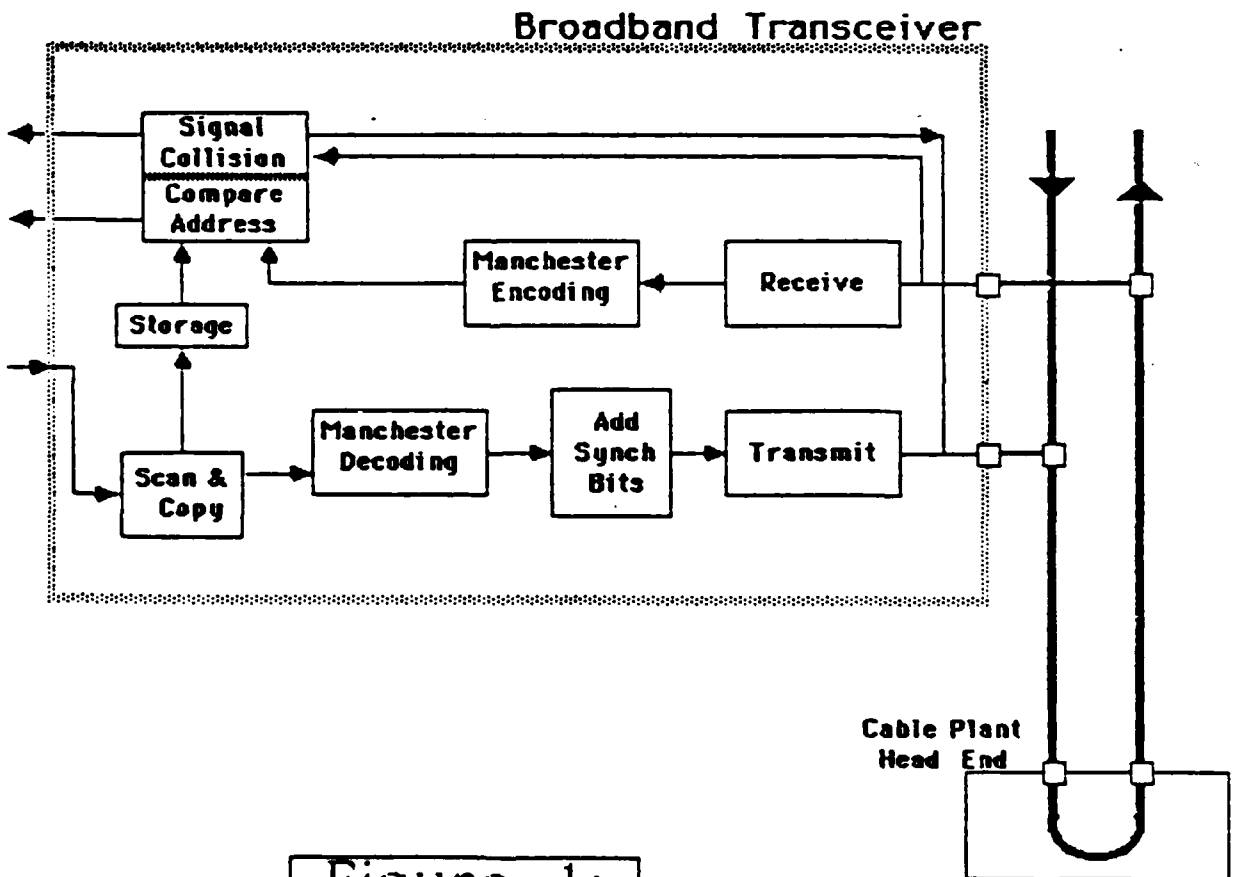 Broadband Transceiver
Signal
Collision
Compare
Address
Manchester
Encoding
Receive
Storage
Scan &
Copy
Manchester
Decoding
Add
Synch
Bits
Transmit
Cable Plant
Head End
Figure 1: